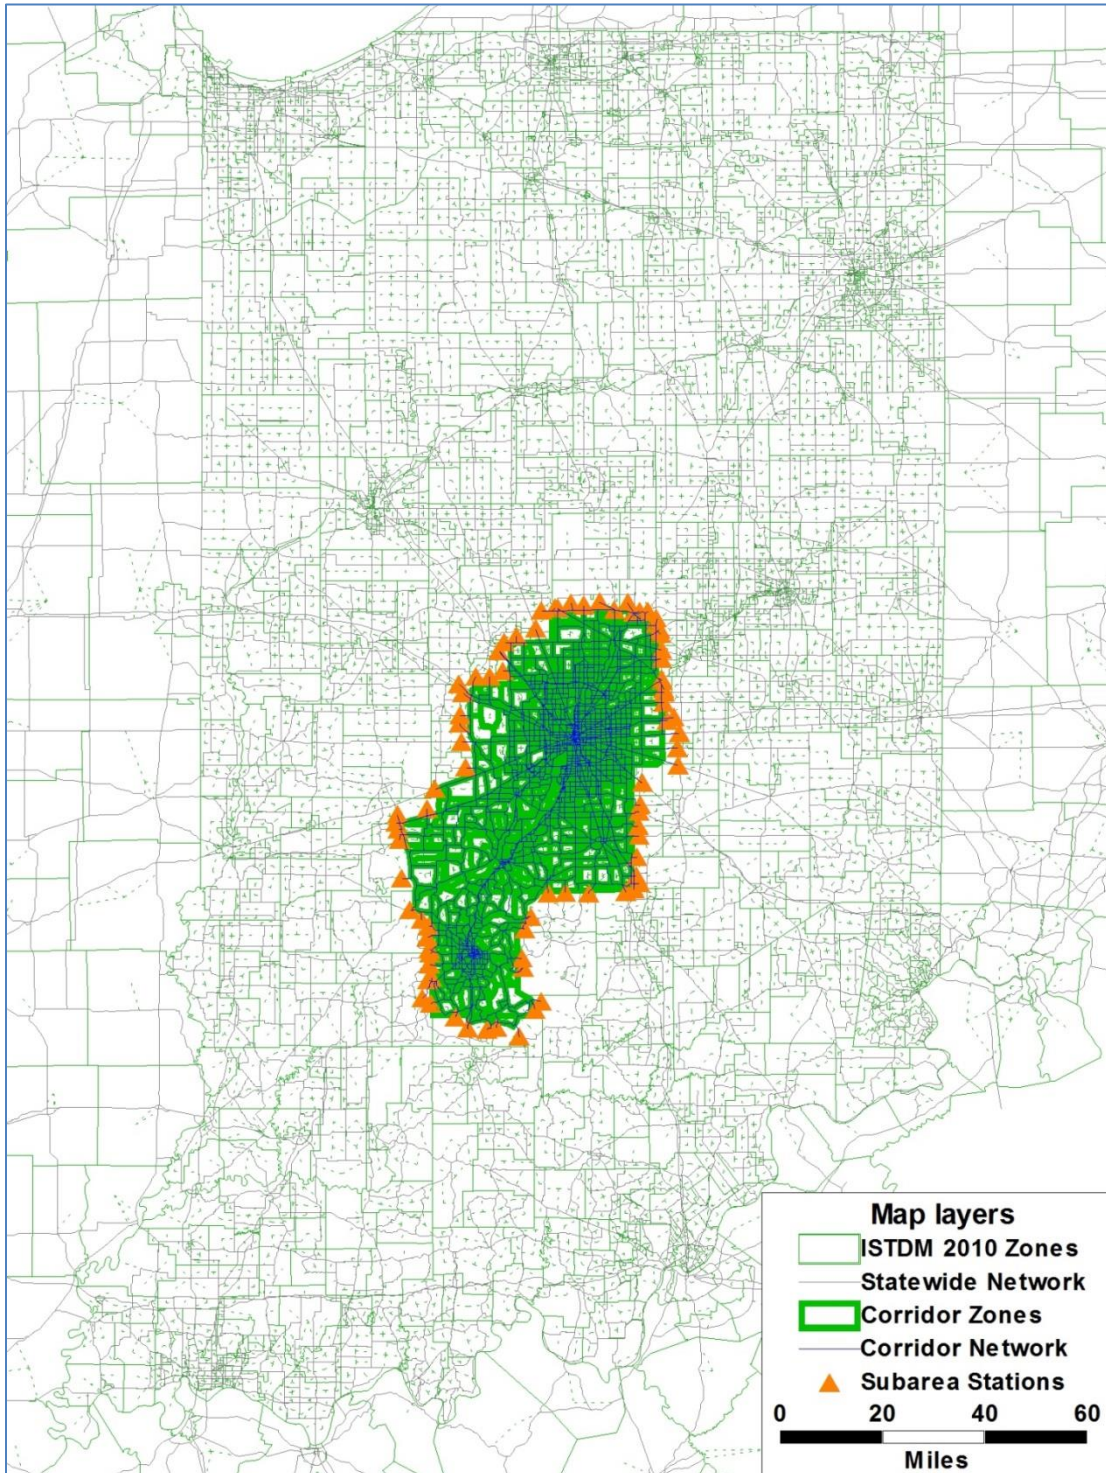 Map layers
ISTDM 2010 Zones
Statewide Network
Corridor Zones
Corridor Network
Subarea Stations
0 20 40 60
Miles